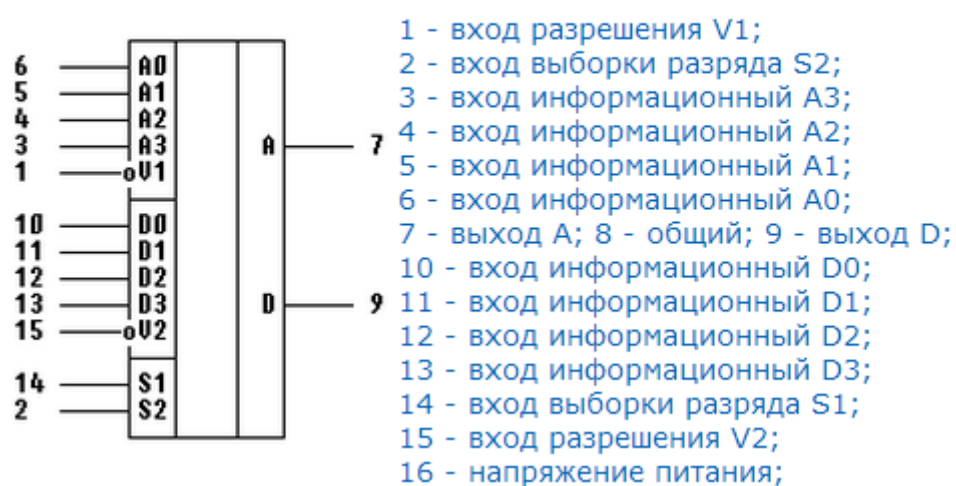 1 - вход разрешения V1;
2 - вход выборки разряда S2;
3 - вход информационный A3;
4 - вход информационный A2;
5 - вход информационный A1;
6 - вход информационный A0;
7 - выход A; 8 - общий; 9 - выход D;
10 - вход информационный D0;
11 - вход информационный D1;
12 - вход информационный D2;
13 - вход информационный D3;
14 - вход выборки разряда S1;
15 - вход разрешения V2;
16 - напряжение питания;
6 A0
5 A1
4 A2
3 A3 A 7
1 V1
10 D0
11 D1
12 D2
13 D3 D 9
15 V2
14 S1
2 S2